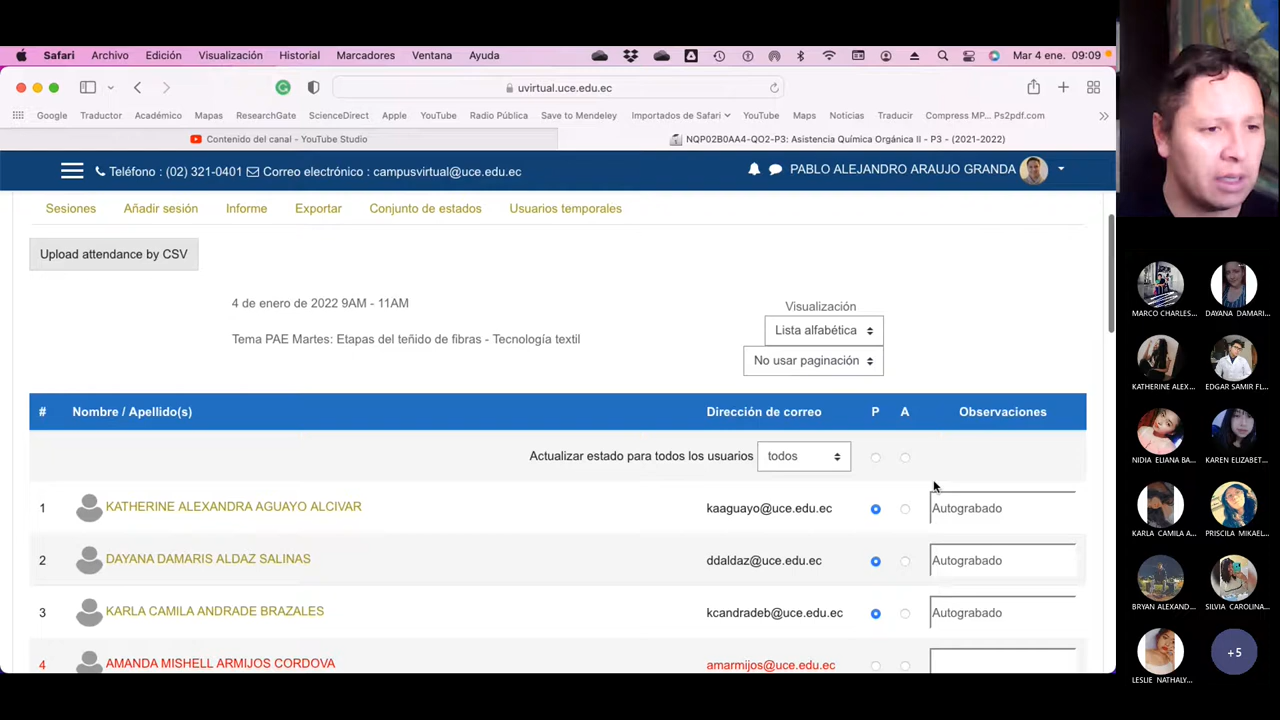 Safari Archivo Edición Visualización Historial Marcadores Ventana Ayuda Mar 4 ene. 09:09
uvirtual.uce.edu.ec
Google Traductor Académico Mapas ResearchGate ScienceDirect Apple YouTube Radio Pública Save to Mendeley Importados de Safari YouTube Maps Noticias Traducir Compress MP... Ps2pdf.com
Contenido del canal - YouTube Studio NQP02B0AA4-QO2-P3: Asistencia Química Orgánica II - P3 - (2021-2022)
Teléfono : (02) 321-0401 Correo electrónico : campusvirtual@uce.edu.ec PABLO ALEJANDRO ARAUJO GRANDA
Sesiones Añadir sesión Informe Exportar Conjunto de estados Usuarios temporales
Upload attendance by CSV
4 de enero de 2022 9AM - 11AM
Visualización
Lista alfabética
Tema PAE Martes: Etapas del teñido de fibras - Tecnología textil
No usar paginación
# Nombre / Apellido(s) Dirección de correo P A Observaciones
Actualizar estado para todos los usuarios todos
1 KATHERINE ALEXANDRA AGUAYO ALCIVAR kaaguayo@uce.edu.ec Autograbado
2 DAYANA DAMARIS ALDAZ SALINAS ddaldaz@uce.edu.ec Autograbado
3 KARLA CAMILA ANDRADE BRAZALES kcandradeb@uce.edu.ec Autograbado
4 AMANDA MISHELL ARMIJOS CORDOVA amarmijos@uce.edu.ec
MARCO CHARLES... DAYANA DAMARI...
KATHERINE ALEX... EDGAR SAMIR FL...
NIDIA ELIANA BA... KAREN ELIZABET...
KARLA CAMILA A... PRISCILA MIKAEL...
BRYAN ALEXAND... SILVIA CAROLINA...
LESLIE NATHALY... +5